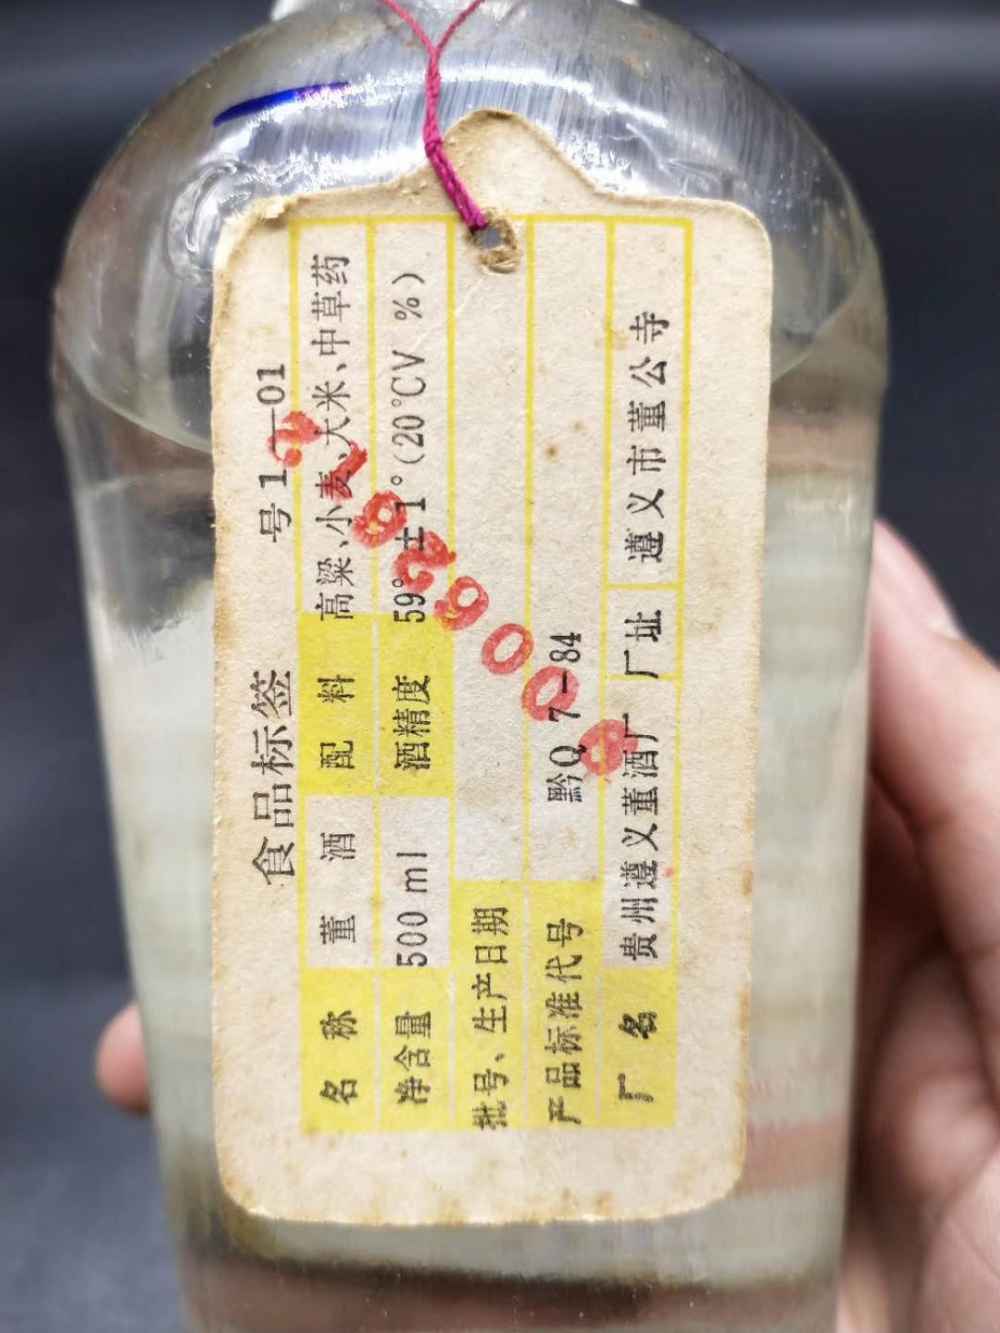 食品标签 号1—01
名称 董酒 配料 高粱、小麦、大米、中草药
净含量 500 ml 酒精度 59°±1°(20°CV %)
批号、生产日期
产品标准代号 黔Q 7—84
厂名 贵州遵义董酒厂 厂址 遵义市董公寺